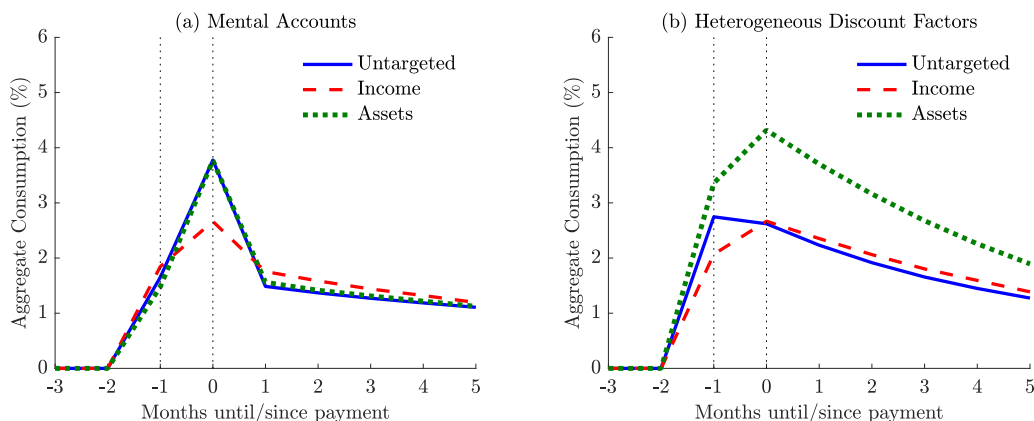 (a) Mental Accounts
6
5
4
3
2
1
0
Aggregate Consumption (%)
Untargeted
Income
Assets
-3 -2 -1 0 1 2 3 4 5
Months until/since payment
(b) Heterogeneous Discount Factors
6
5
4
3
2
1
0
Aggregate Consumption (%)
Untargeted
Income
Assets
-3 -2 -1 0 1 2 3 4 5
Months until/since payment